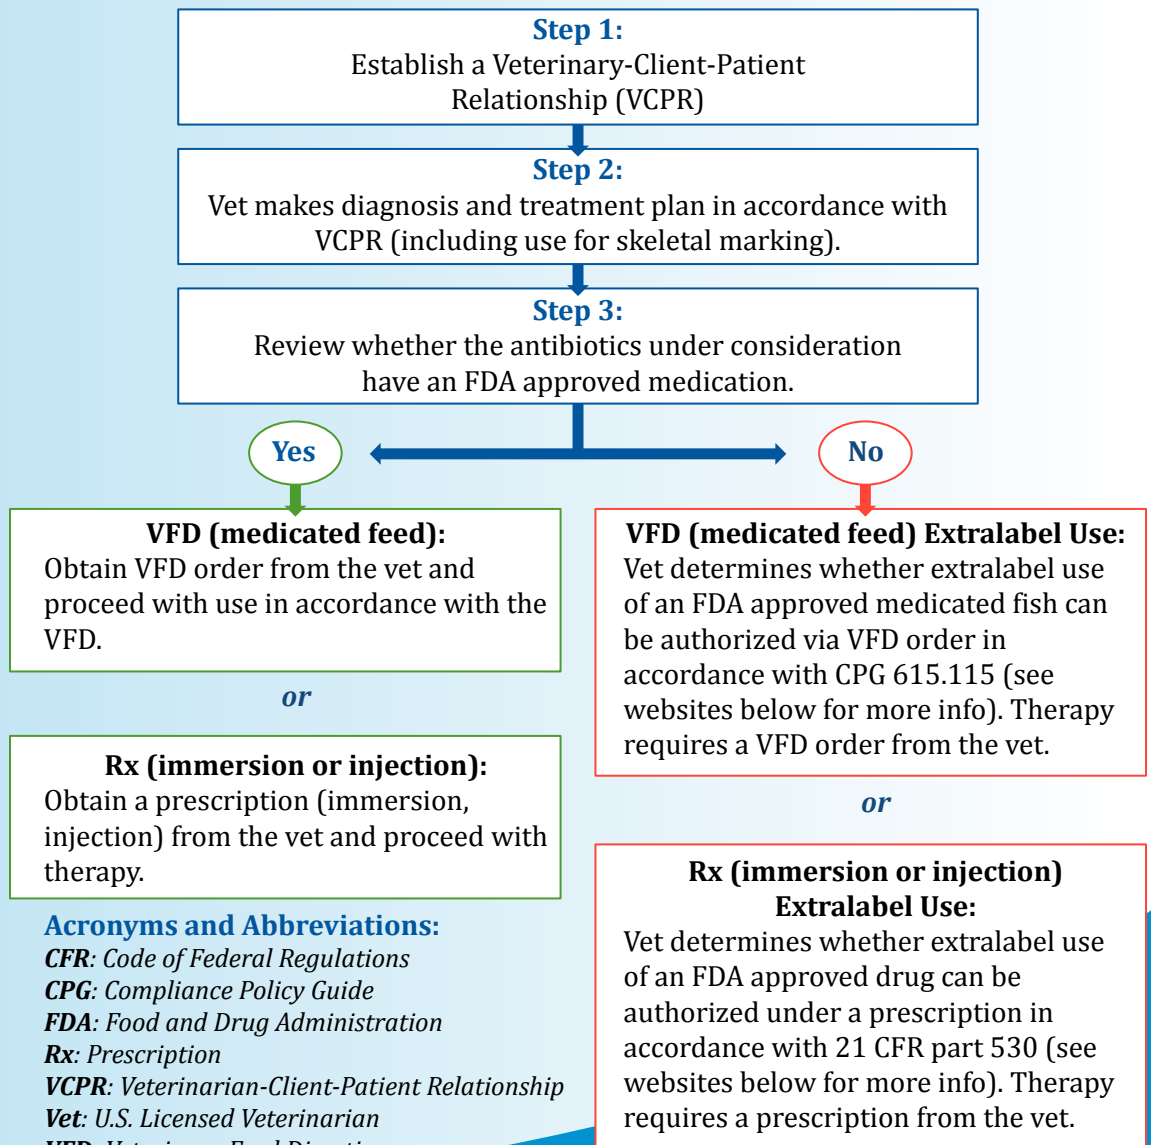 Step 1:
Establish a Veterinary-Client-Patient
Relationship (VCPR)
Step 2:
Vet makes diagnosis and treatment plan in accordance with
VCPR (including use for skeletal marking).
Step 3:
Review whether the antibiotics under consideration
have an FDA approved medication.
Yes
No
VFD (medicated feed):
Obtain VFD order from the vet and
proceed with use in accordance with the
VFD.
or
Rx (immersion or injection):
Obtain a prescription (immersion,
injection) from the vet and proceed with
therapy.
VFD (medicated feed) Extralabel Use:
Vet determines whether extralabel use
of an FDA approved medicated fish can
be authorized via VFD order in
accordance with CPG 615.115 (see
websites below for more info). Therapy
requires a VFD order from the vet.
or
Rx (immersion or injection)
Extralabel Use:
Vet determines whether extralabel use
of an FDA approved drug can be
authorized under a prescription in
accordance with 21 CFR part 530 (see
websites below for more info). Therapy
requires a prescription from the vet.
Acronyms and Abbreviations:
CFR: Code of Federal Regulations
CPG: Compliance Policy Guide
FDA: Food and Drug Administration
Rx: Prescription
VCPR: Veterinarian-Client-Patient Relationship
Vet: U.S. Licensed Veterinarian
VFD: Veterinary Feed Directive